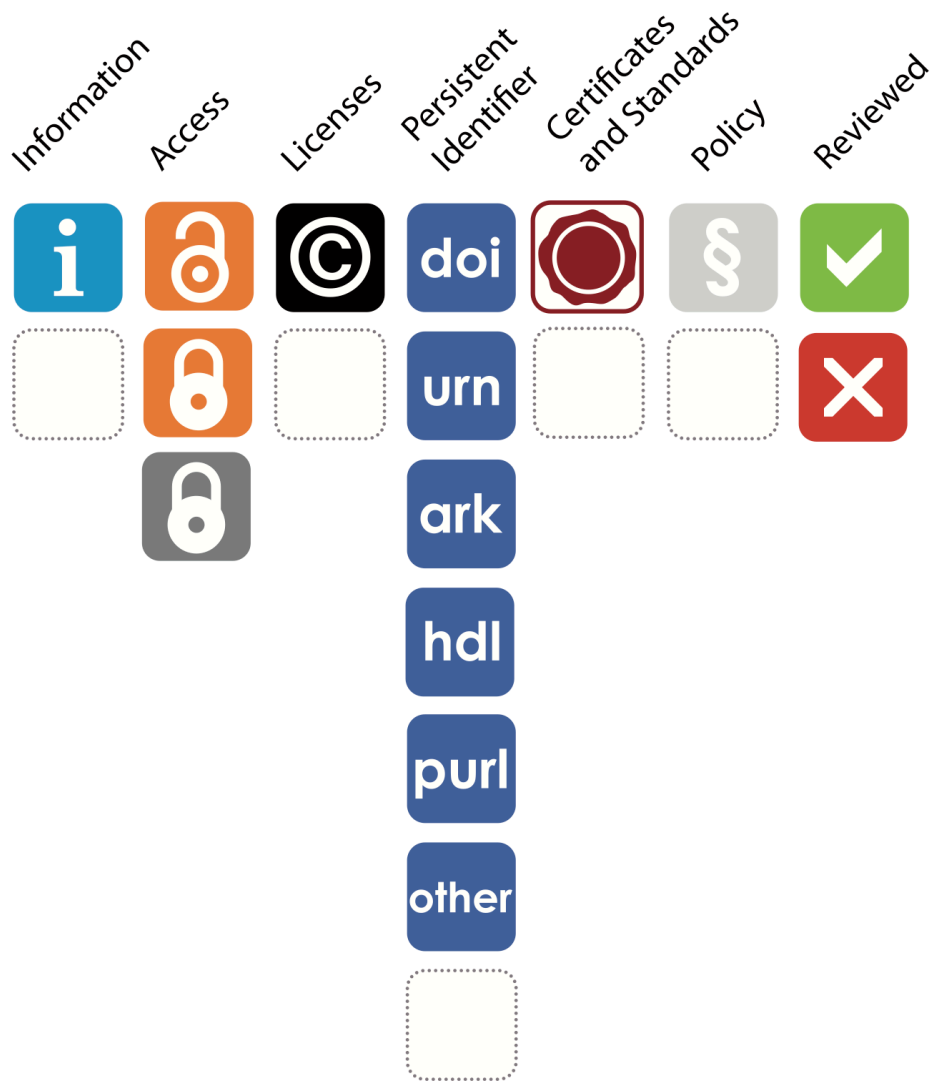 Information
Access
Licenses
Persistent
Identifier
Certificates
and Standards
Policy
Reviewed
i
©
doi
§
urn
ark
hdl
purl
other